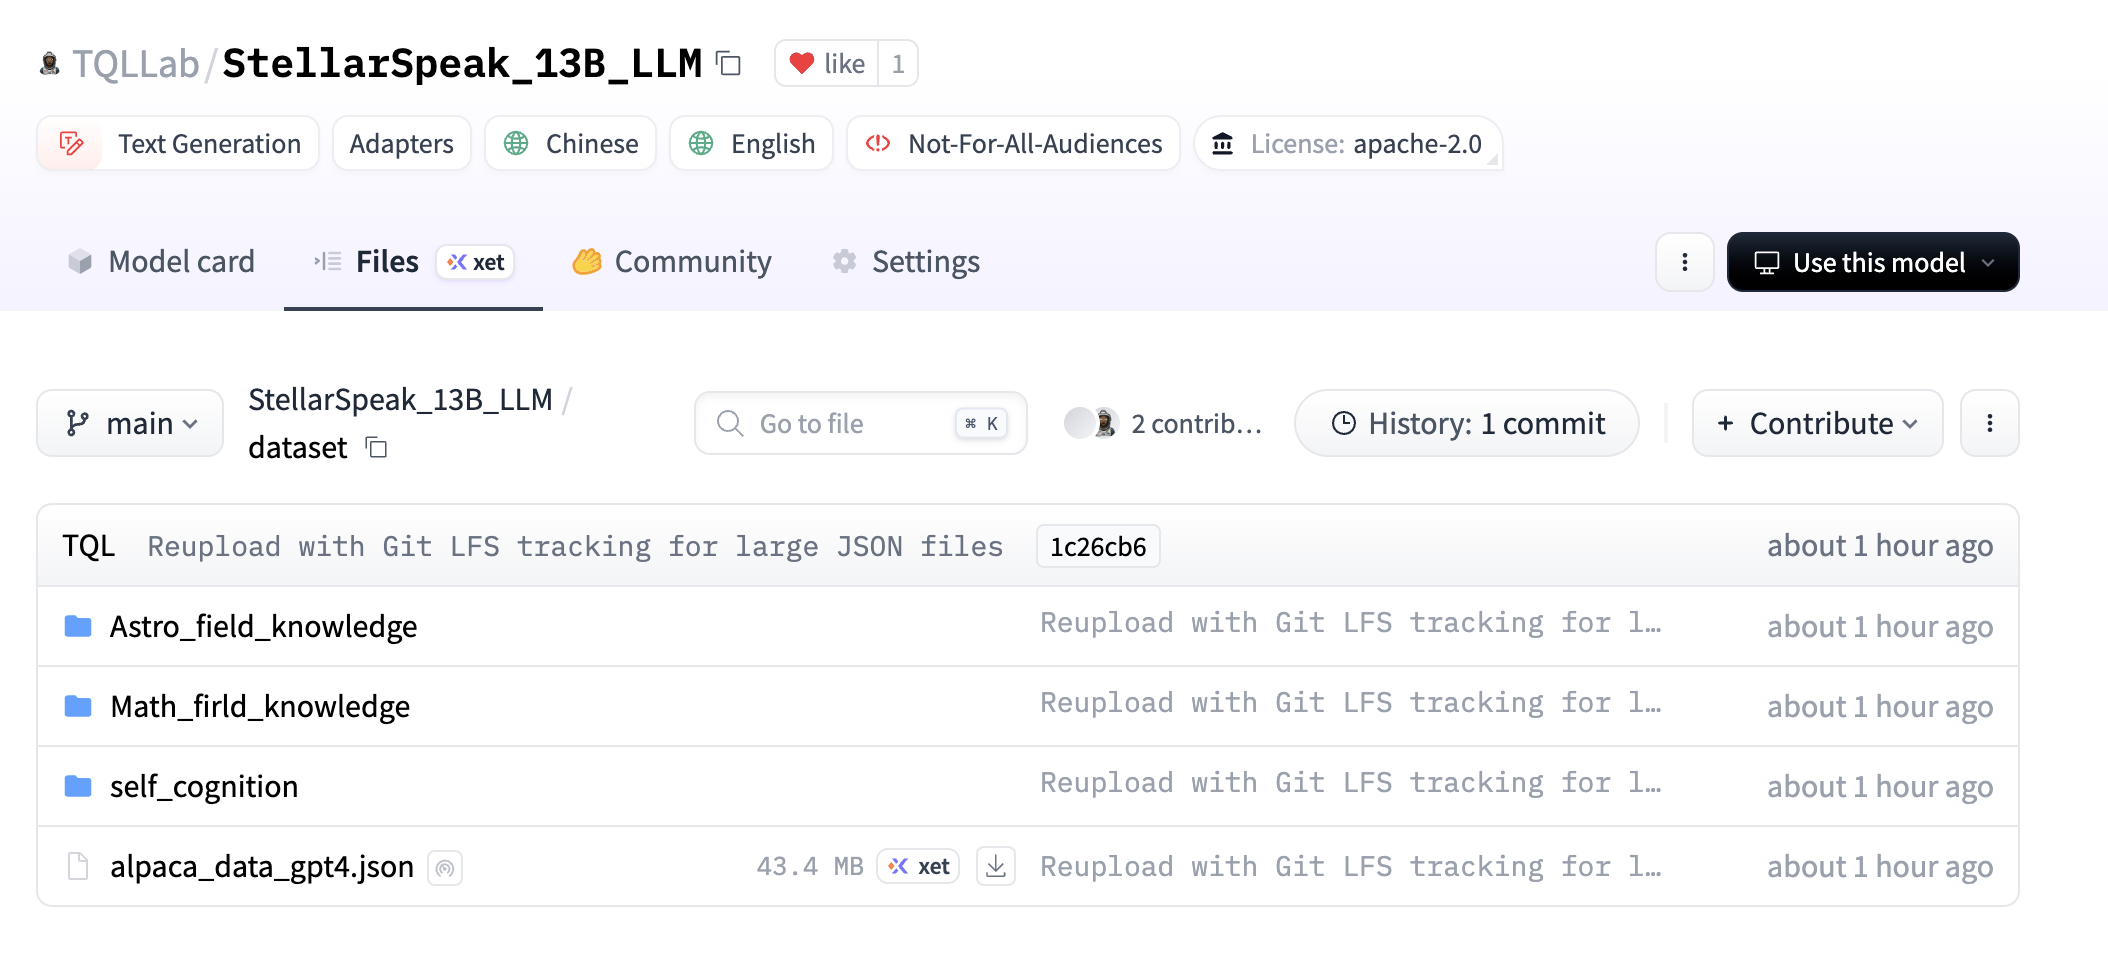 TQLLab/StellarSpeak_13B_LLM like 1
Text Generation Adapters Chinese English Not-For-All-Audiences License: apache-2.0
Model card Files xet Community Settings Use this model
main StellarSpeak_13B_LLM / Go to file ⌘ K 2 contrib… History: 1 commit + Contribute
dataset
TQL Reupload with Git LFS tracking for large JSON files 1c26cb6 about 1 hour ago
Astro_field_knowledge Reupload with Git LFS tracking for l… about 1 hour ago
Math_firld_knowledge Reupload with Git LFS tracking for l… about 1 hour ago
self_cognition Reupload with Git LFS tracking for l… about 1 hour ago
alpaca_data_gpt4.json 43.4 MB xet Reupload with Git LFS tracking for l… about 1 hour ago